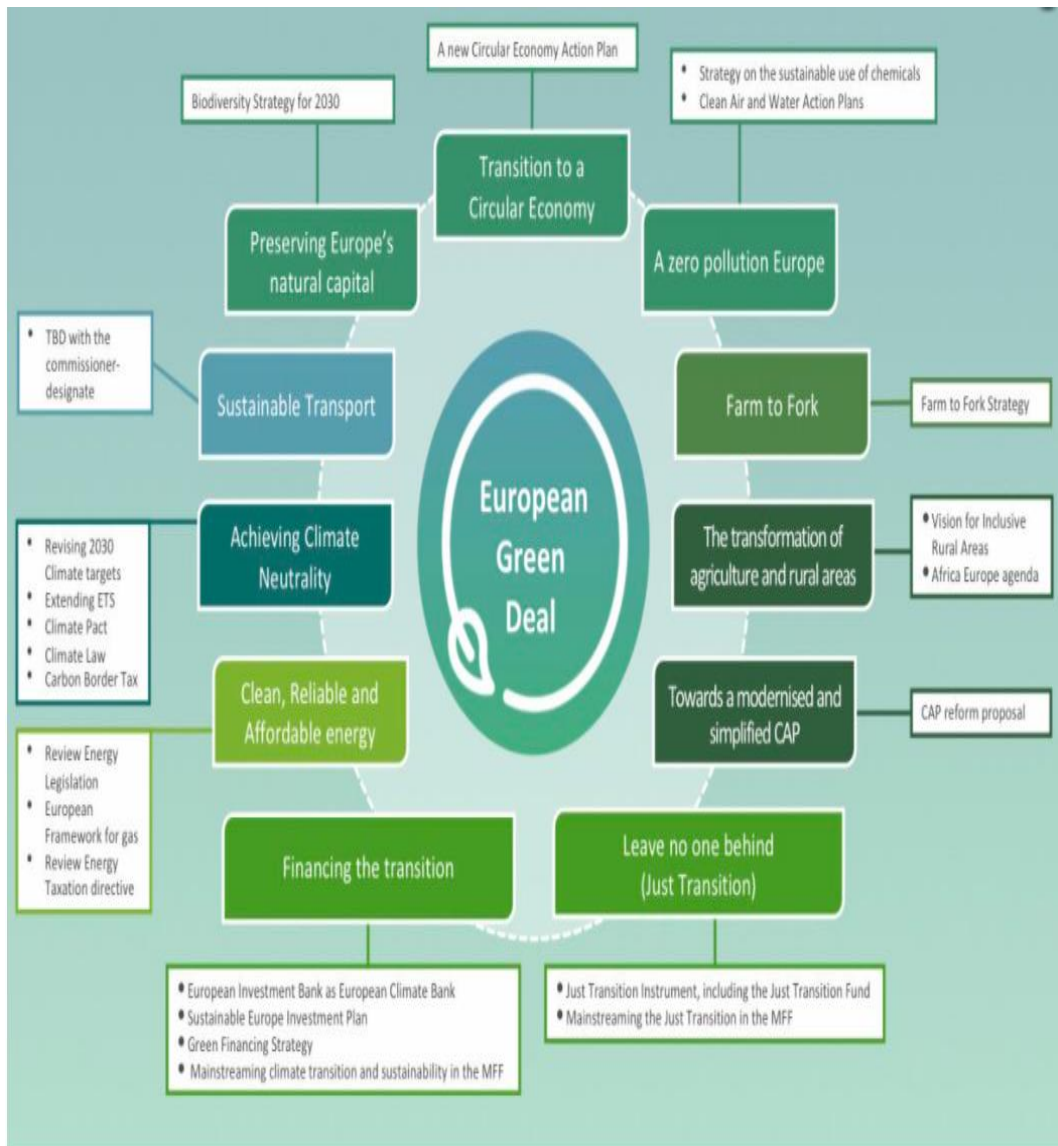 A new Circular Economy Action Plan
• Strategy on the sustainable use of chemicals
• Clean Air and Water Action Plans
Biodiversity Strategy for 2030
Transition to a
Circular Economy
Preserving Europe's
natural capital
A zero pollution Europe
• TBD with the
commissioner-
designate
Sustainable Transport
Farm to Fork
Farm to Fork Strategy
European
Green
Deal
• Revising 2030
Climate targets
• Extending ETS
• Climate Pact
• Climate Law
• Carbon Border Tax
Achieving Climate
Neutrality
The transformation of
agriculture and rural areas
• Vision for Inclusive
Rural Areas
• Africa Europe agenda
Clean, Reliable and
Affordable energy
Towards a modernised and
simplified CAP
CAP reform proposal
• Review Energy
Legislation
• European
Framework for gas
• Review Energy
Taxation directive
Financing the transition
Leave no one behind
(Just Transition)
• European Investment Bank as European Climate Bank
• Sustainable Europe Investment Plan
• Green Financing Strategy
• Mainstreaming climate transition and sustainability in the MFF
• Just Transition Instrument, including the Just Transition Fund
• Mainstreaming the Just Transition in the MFF